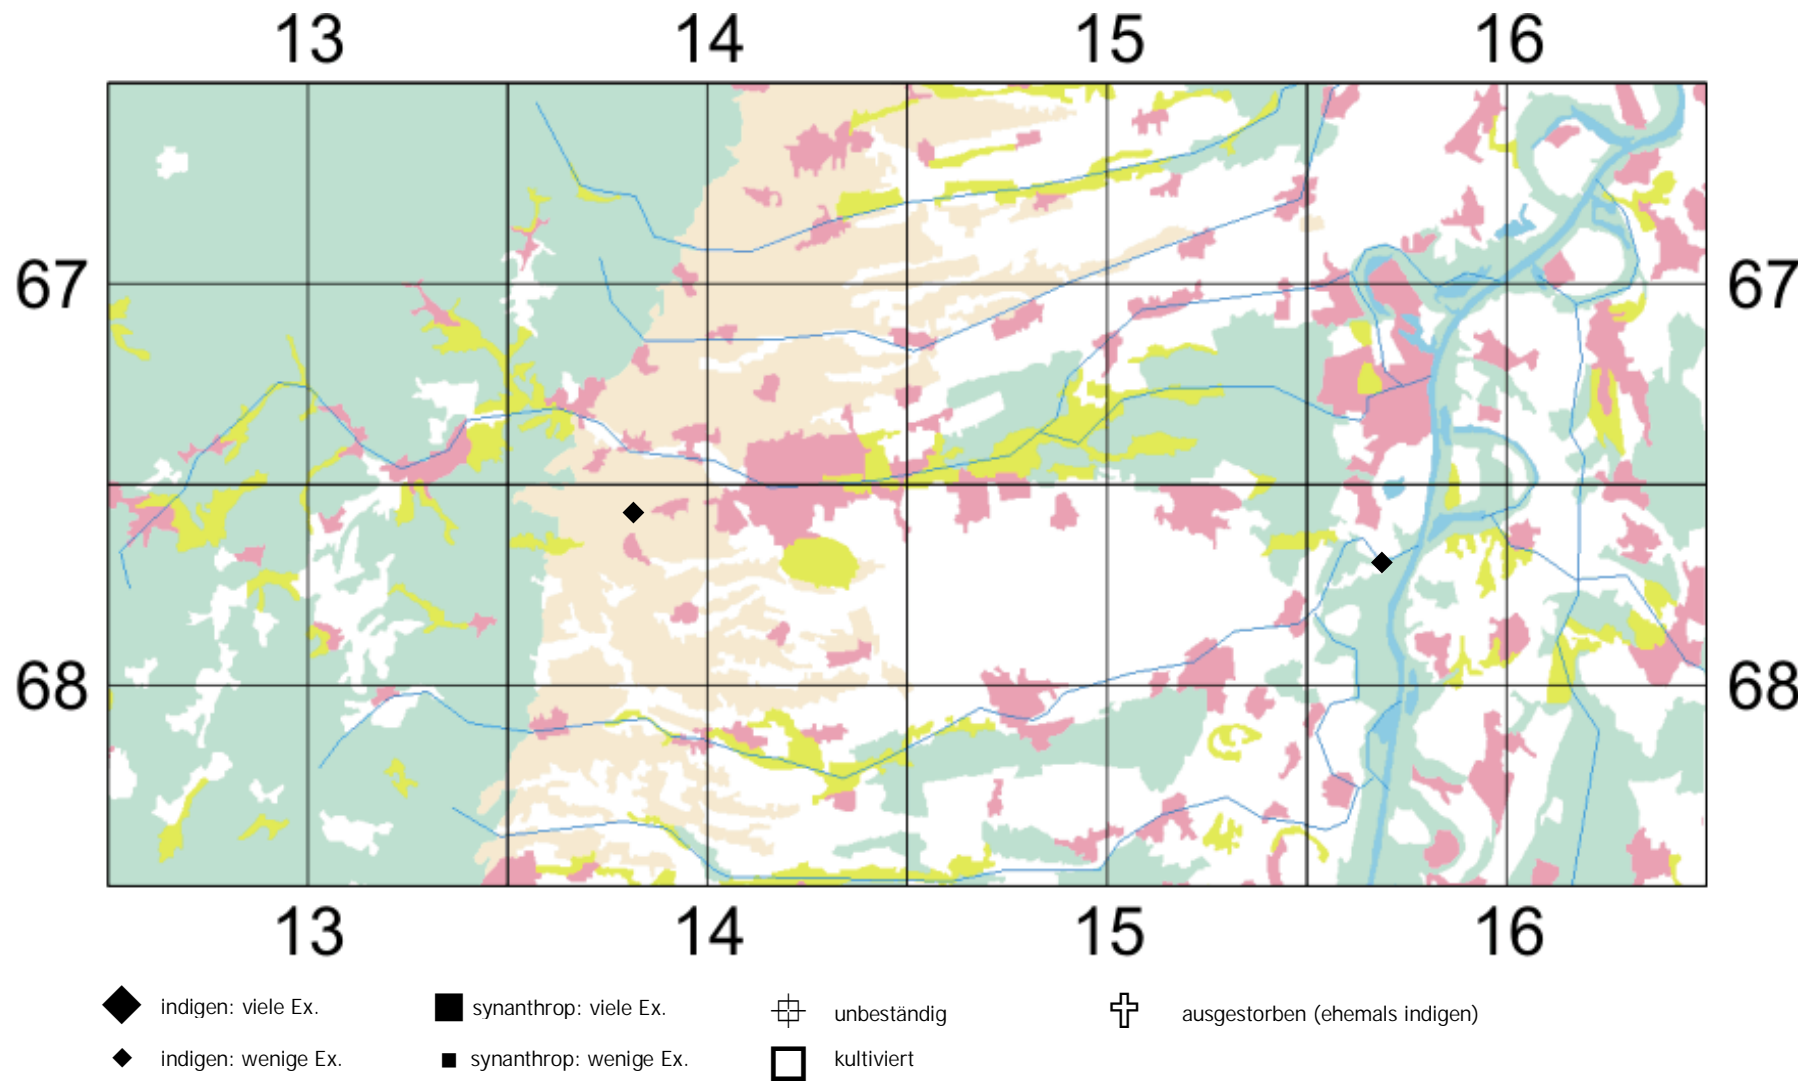 13 14 15 16
67 67
68 68
13 14 15 16
indigen: viele Ex. synanthrop: viele Ex. unbeständig ausgestorben (ehemals indigen)
indigen: wenige Ex. synanthrop: wenige Ex. kultiviert